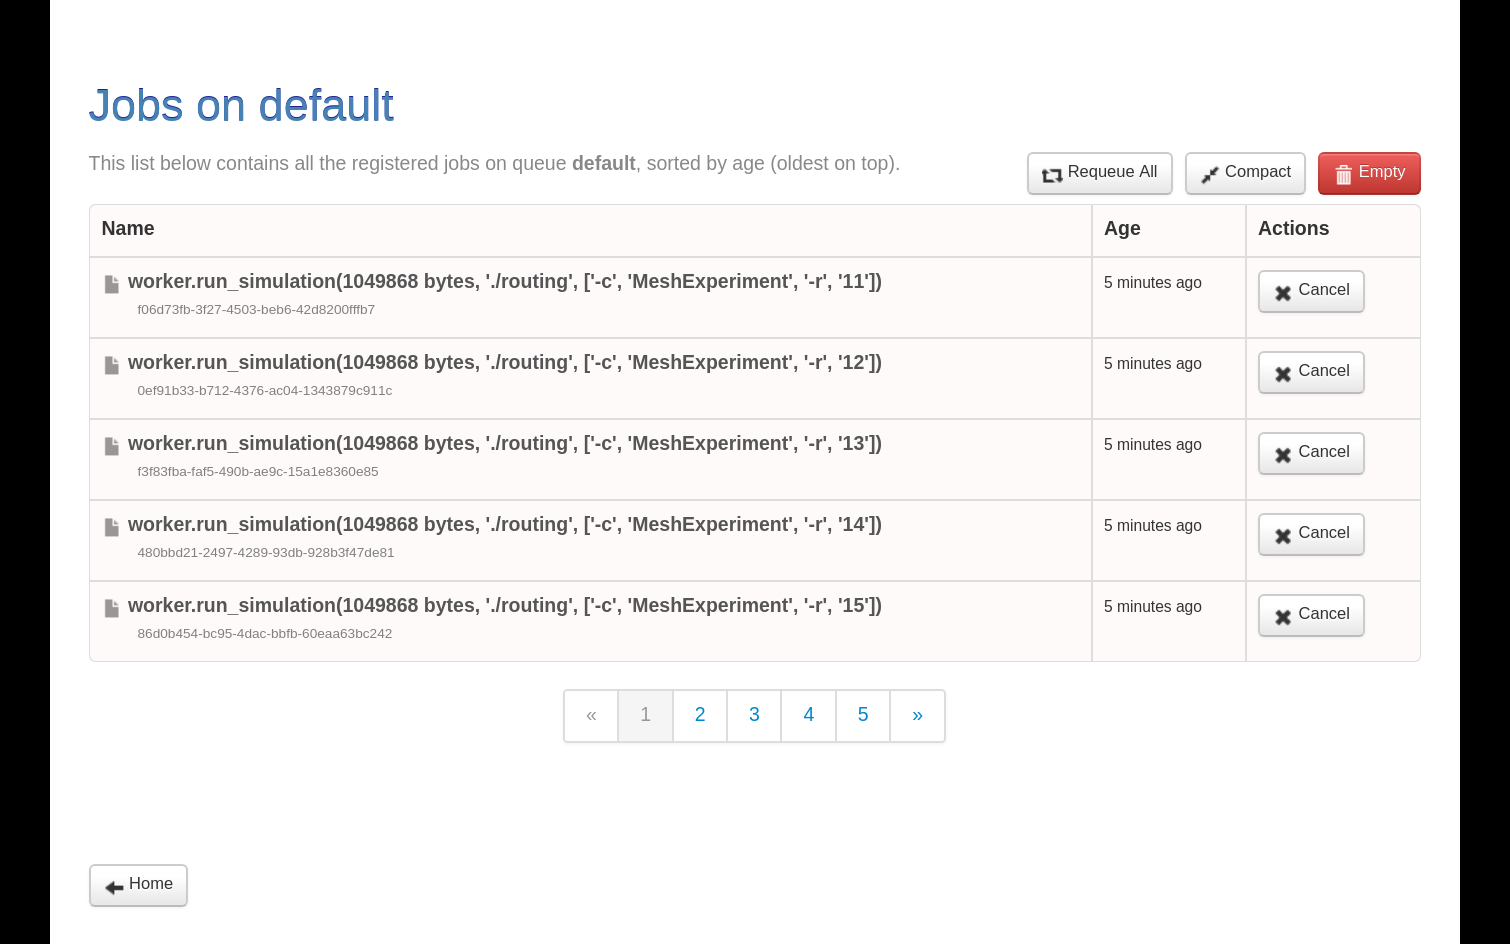 Jobs on default
This list below contains all the registered jobs on queue default, sorted by age (oldest on top).
Requeue All Compact Empty
Name Age Actions
worker.run_simulation(1049868 bytes, './routing', ['-c', 'MeshExperiment', '-r', '11']) 5 minutes ago Cancel
f06d73fb-3f27-4503-beb6-42d8200fffb7
worker.run_simulation(1049868 bytes, './routing', ['-c', 'MeshExperiment', '-r', '12']) 5 minutes ago Cancel
0ef91b33-b712-4376-ac04-1343879c911c
worker.run_simulation(1049868 bytes, './routing', ['-c', 'MeshExperiment', '-r', '13']) 5 minutes ago Cancel
f3f83fba-faf5-490b-ae9c-15a1e8360e85
worker.run_simulation(1049868 bytes, './routing', ['-c', 'MeshExperiment', '-r', '14']) 5 minutes ago Cancel
480bbd21-2497-4289-93db-928b3f47de81
worker.run_simulation(1049868 bytes, './routing', ['-c', 'MeshExperiment', '-r', '15']) 5 minutes ago Cancel
86d0b454-bc95-4dac-bbfb-60eaa63bc242
« 1 2 3 4 5 »
Home